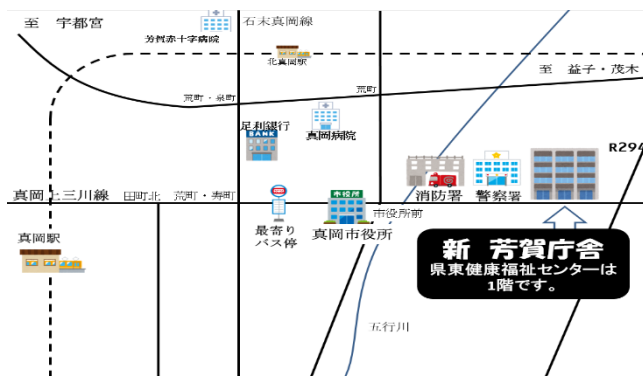 至 宇都宮
石末真岡線
芳賀赤十字病院
北真岡駅
至 益子・茂木
荒町
荒町・泉町
足利銀行
BANK
真岡病院
R294
市役所
消防署
警察署
真岡上三川線
田町北
荒町・寿町
市役所前
最寄り
バス停
真岡市役所
真岡駅
新 芳賀庁舎
県東健康福祉センターは
1階です。
五行川